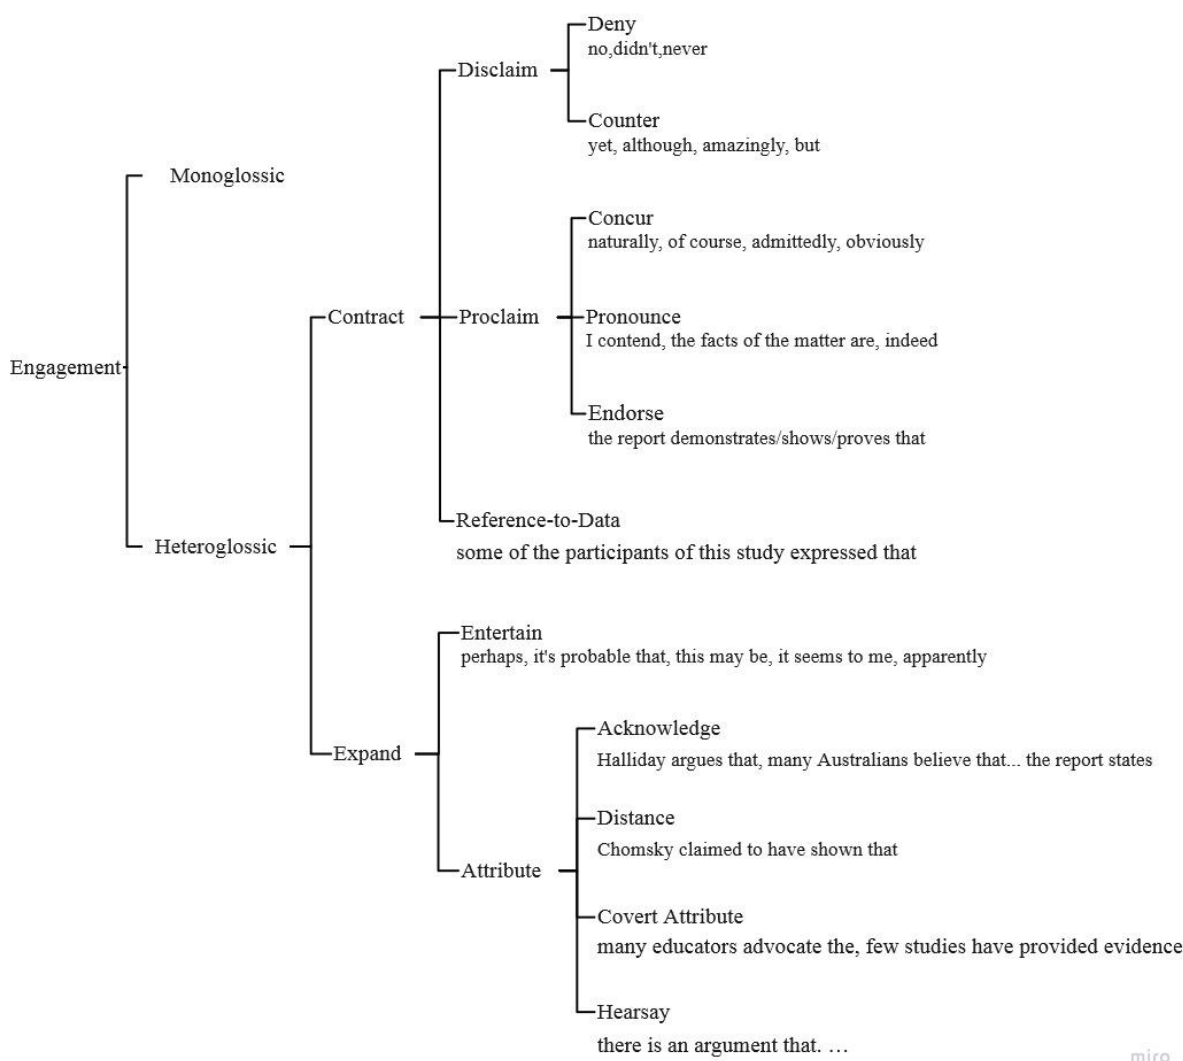 Deny
no,didn't,never
Disclaim
Counter
yet, although, amazingly, but
Monoglossic
Concur
naturally, of course, admittedly, obviously
Contract
Proclaim
Pronounce
I contend, the facts of the matter are, indeed
Engagement
Endorse
the report demonstrates/shows/proves that
Reference-to-Data
some of the participants of this study expressed that
Heteroglossic
Entertain
perhaps, it's probable that, this may be, it seems to me, apparently
Acknowledge
Halliday argues that, many Australians believe that... the report states
Expand
Distance
Chomsky claimed to have shown that
Attribute
Covert Attribute
many educators advocate the, few studies have provided evidence
Hearsay
there is an argument that. …
miro